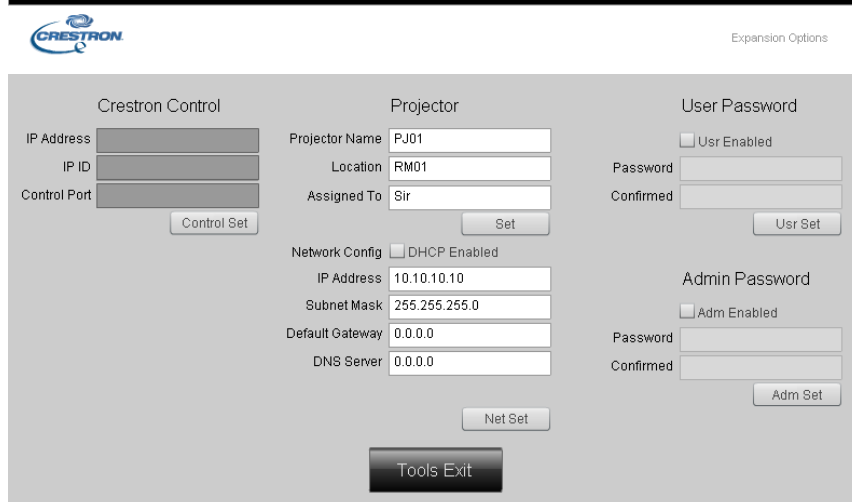 CRESTRON
Expansion Options
Crestron Control
IP Address
IP ID
Control Port
Control Set
Projector
Projector Name PJ01
Location RM01
Assigned To Sir
Set
Network Config DHCP Enabled
IP Address 10.10.10.10
Subnet Mask 255.255.255.0
Default Gateway 0.0.0.0
DNS Server 0.0.0.0
Net Set
User Password
Usr Enabled
Password
Confirmed
Usr Set
Admin Password
Adm Enabled
Password
Confirmed
Adm Set
Tools Exit